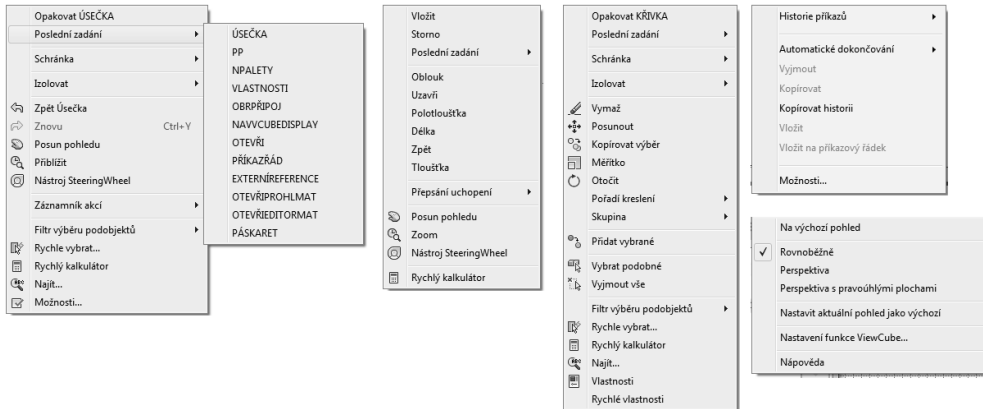 Opakovat ÚSEČKA
Poslední zadání
Schránka
Izolovat
Zpět Úsečka
Znovu Ctrl+Y
Posun pohledu
Přiblížit
Nástroj SteeringWheel
Záznamník akcí
Filtr výběru podobjektů
Rychle vybrat...
Rychlý kalkulátor
Najít...
Možnosti...
ÚSEČKA
PP
NPALETY
VLASTNOSTI
OBRPŘIPOJ
NAVVCUBEDISPLAY
OTEVŘI
PŘÍKAZŘÁD
EXTERNÍREFERENCE
OTEVŘIPROHLMAT
OTEVŘIEDITORMAT
PÁSKARET
Vložit
Storno
Poslední zadání
Oblouk
Uzavři
Polotloušťka
Délka
Zpět
Tloušťka
Přepsání uchopení
Posun pohledu
Zoom
Nástroj SteeringWheel
Rychlý kalkulátor
Opakovat KŘIVKA
Poslední zadání
Schránka
Izolovat
Vymaž
Posunout
Kopírovat výběr
Měřítko
Otočit
Pořadí kreslení
Skupina
Přidat vybrané
Vybrat podobné
Vyjmout vše
Filtr výběru podobjektů
Rychle vybrat...
Rychlý kalkulátor
Najít...
Vlastnosti
Rychlé vlastnosti
Historie příkazů
Automatické dokončování
Vyjmout
Kopírovat
Kopírovat historii
Vložit
Vložit na příkazový řádek
Možnosti...
Na výchozí pohled
Rovnoběžně
Perspektiva
Perspektiva s pravoúhlými plochami
Nastavit aktuální pohled jako výchozí
Nastavení funkce ViewCube...
Nápověda